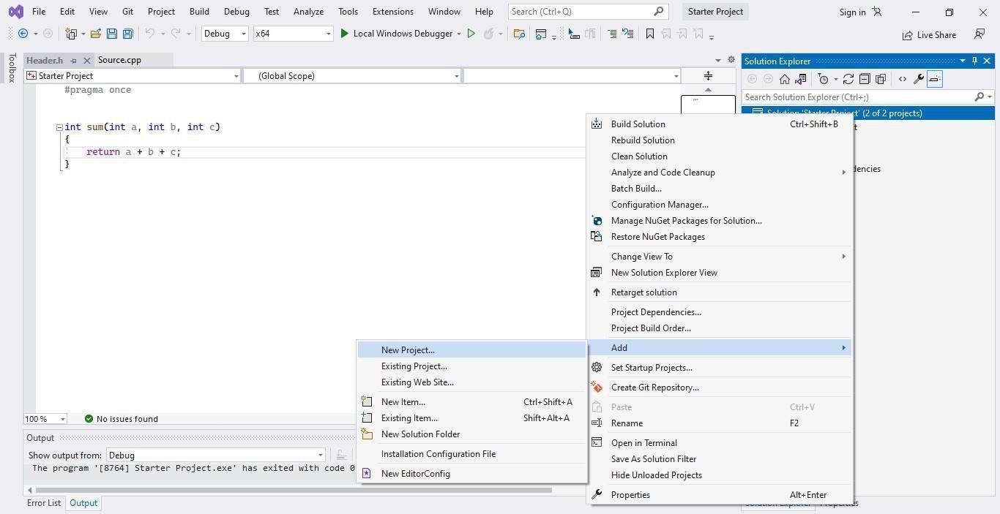 File Edit View Git Project Build Debug Test Analyze Tools Extensions Window Help Search (Ctrl+Q) Starter Project Sign in
Debug x64 Local Windows Debugger Live Share
Toolbox
Header.h Source.cpp
Starter Project (Global Scope)
#pragma once
int sum(int a, int b, int c)
{
return a + b + c;
}
100 % No issues found
Output
Show output from: Debug
The program '[8764] Starter Project.exe' has exited with code 0
Error List Output
Solution Explorer
Search Solution Explorer (Ctrl+;)
Solution 'Starter Project' (2 of 2 projects)
Build Solution Ctrl+Shift+B
Rebuild Solution
Clean Solution
Analyze and Code Cleanup
Batch Build...
Configuration Manager...
Manage NuGet Packages for Solution...
Restore NuGet Packages
Change View To
New Solution Explorer View
Retarget solution
Project Dependencies...
Project Build Order...
Add
Set Startup Projects...
Create Git Repository...
Paste Ctrl+V
Rename F2
Open in Terminal
Save As Solution Filter
Hide Unloaded Projects
Properties Alt+Enter
New Project...
Existing Project...
Existing Web Site...
New Item... Ctrl+Shift+A
Existing Item... Shift+Alt+A
New Solution Folder
Installation Configuration File
New EditorConfig
Solution Explorer Properties